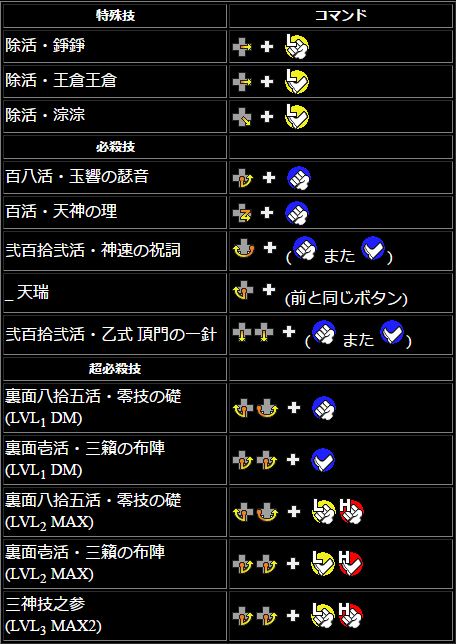 特殊技 コマンド
除活・錚錚 + L
除活・王倉王倉 + L
除活・淙淙 + L
必殺技
百八活・玉響の瑟音 +
百活・天神の理 +
弐百拾弐活・神速の祝詞 + ( また )
_ 天瑞 + (前と同じボタン)
弐百拾弐活・乙式 頂門の一針 + ( また )
超必殺技
裏面八拾五活・零技の礎
(LVL1 DM) +
裏面壱活・三籟の布陣
(LVL1 DM) +
裏面八拾五活・零技の礎
(LVL2 MAX) + L H
裏面壱活・三籟の布陣
(LVL2 MAX) + L H
三神技之参
(LVL3 MAX2) + L H